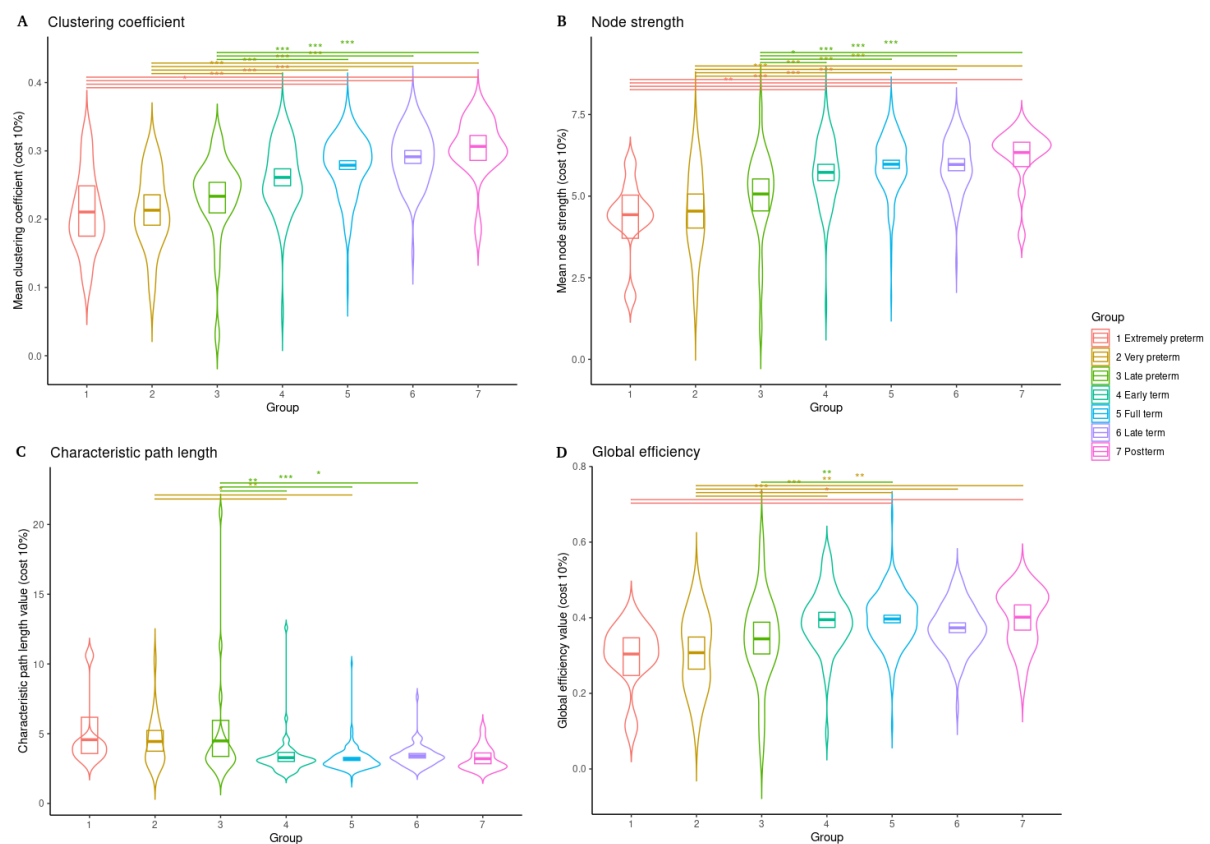 A Clustering coefficient
Mean clustering coefficient (cost 10%)
0.4
0.3
0.2
0.1
0.0
*** *** *** ***
*** *** ***
* ***
1 2 3 4 5 6 7
Group
B Node strength
Mean node strength (cost 10%)
7.5
5.0
2.5
0.0
* *** *** ***
*** *** ***
** ***
1 2 3 4 5 6 7
Group
C Characteristic path length
Characteristic path length value (cost 10%)
20
15
10
5
0
** *** *
* **
1 2 3 4 5 6 7
Group
D Global efficiency
Global efficiency value (cost 10%)
0.8
0.6
0.4
0.2
0.0
** **
*** *** **
*
1 2 3 4 5 6 7
Group
Group
1 Extremely preterm
2 Very preterm
3 Late preterm
4 Early term
5 Full term
6 Late term
7 Postterm